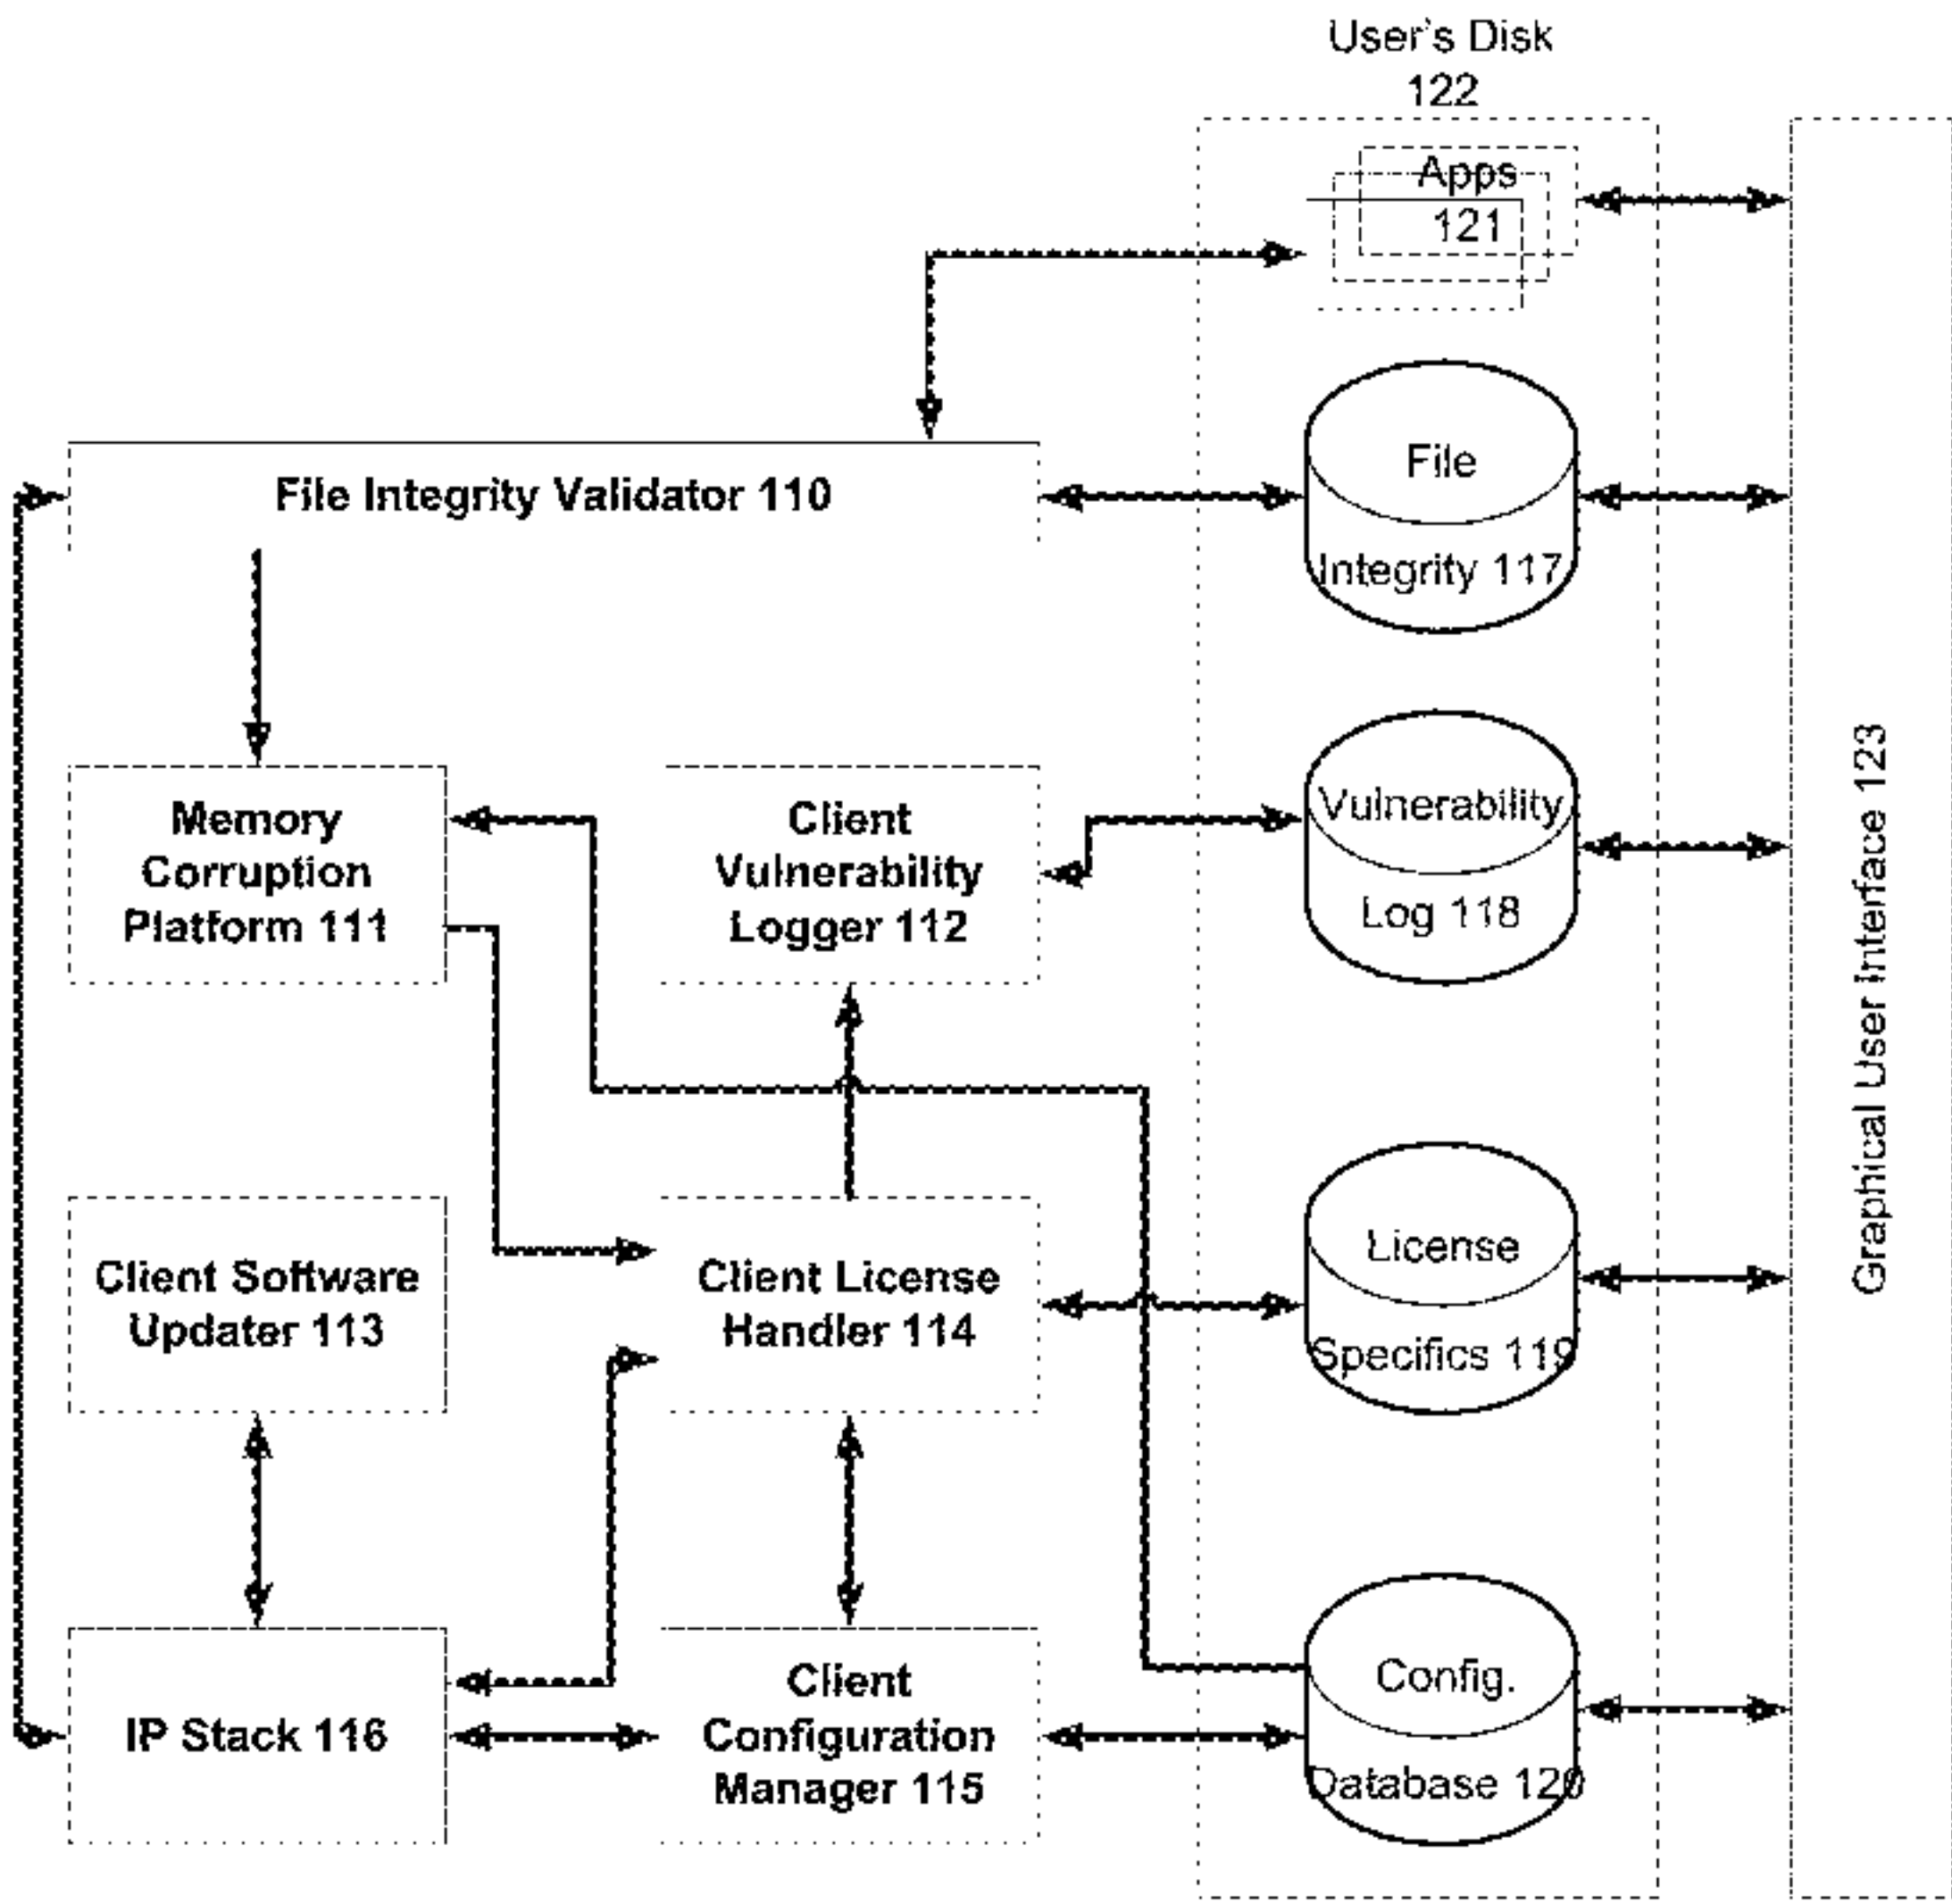 User's Disk
122
Apps
121
File Integrity Validator 110
File
Integrity 117
Memory
Corruption
Platform 111
Client
Vulnerability
Logger 112
Vulnerability
Log 118
Graphical User Interface 123
Client Software
Updater 113
Client License
Handler 114
License
Specifics 119
IP Stack 116
Client
Configuration
Manager 115
Config.
Database 120